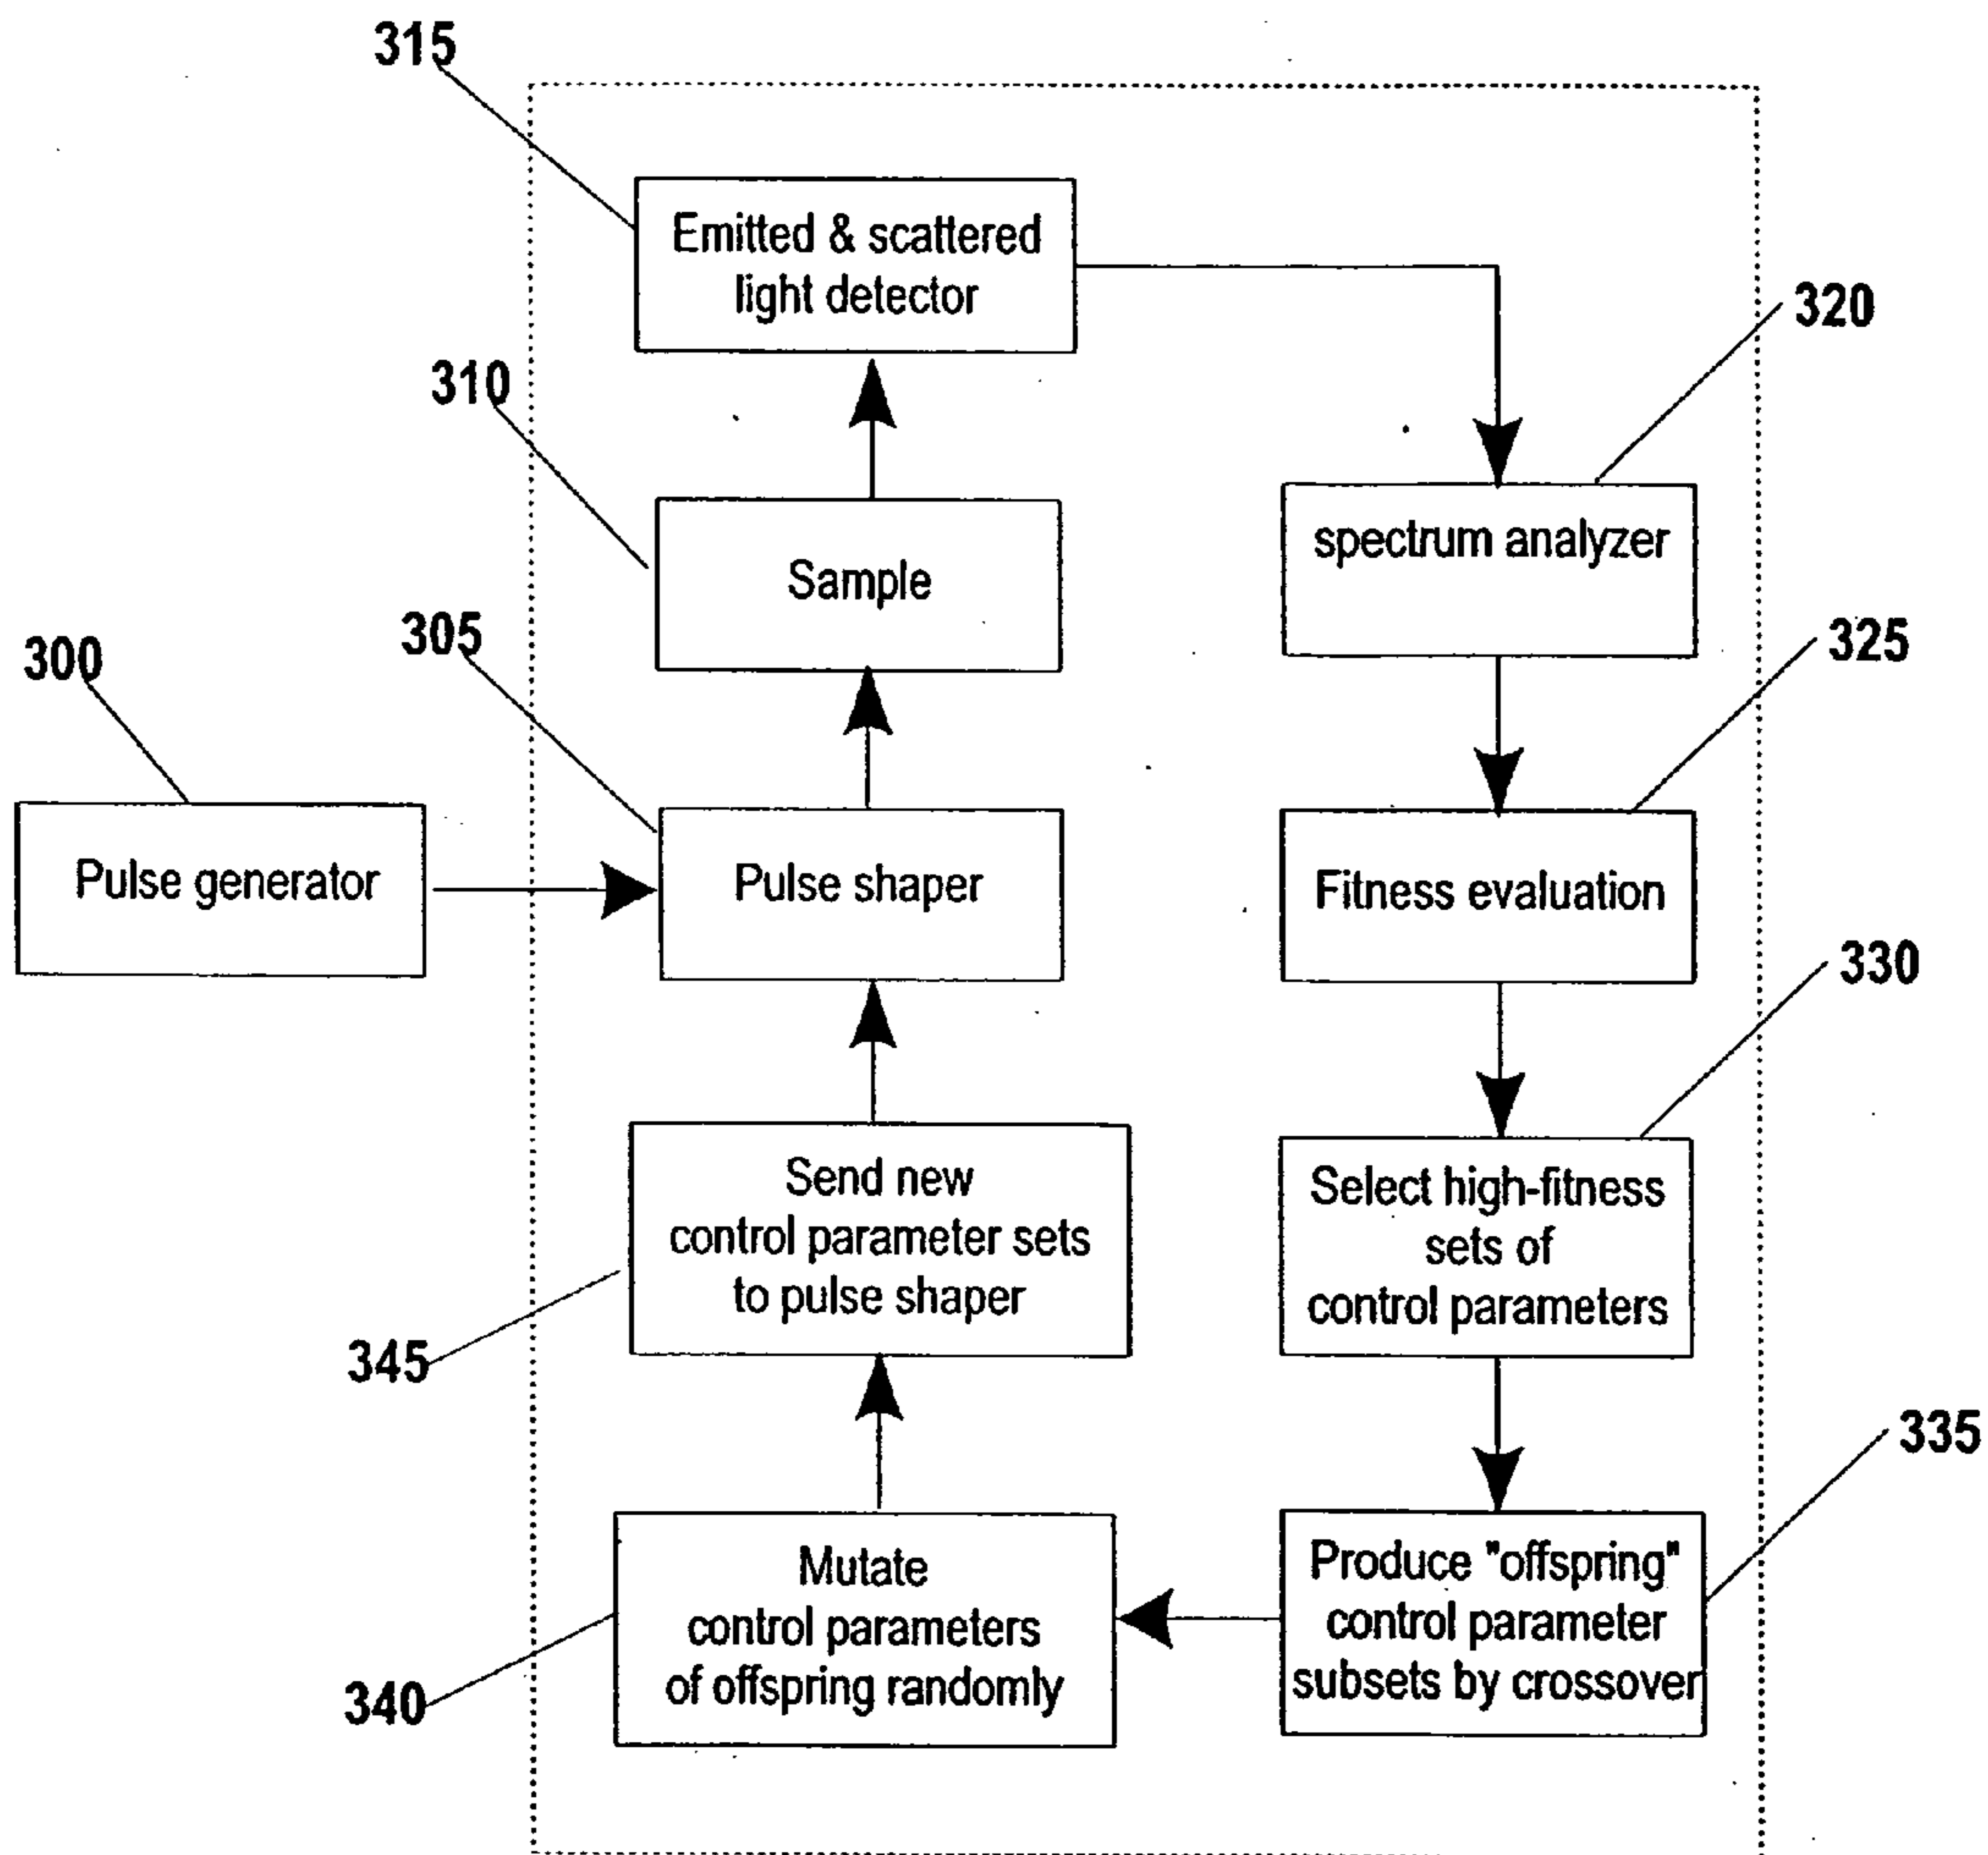 315
Emitted & scattered
light detector
320
310
Sample
spectrum analyzer
305
325
300
Pulse generator
Pulse shaper
Fitness evaluation
330
Send new
control parameter sets
to pulse shaper
Select high-fitness
sets of
control parameters
345
335
Mutate
control parameters
of offspring randomly
Produce "offspring"
control parameter
subsets by crossover
340